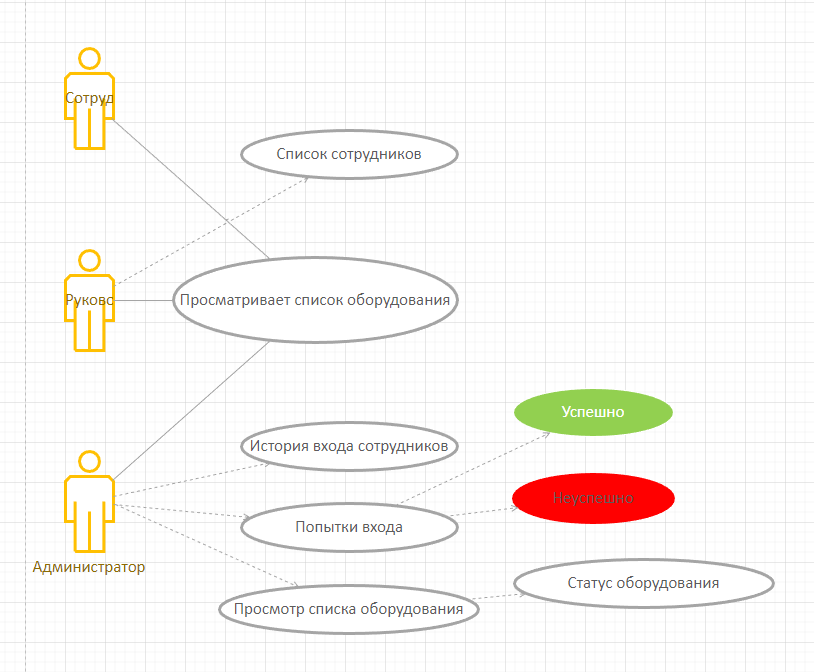 Сотруд
Список сотрудников
Руковс
Просматривает список оборудования
Успешно
История входа сотрудников
Неуспешно
Попытки входа
Администратор
Статус оборудования
Просмотр списка оборудования